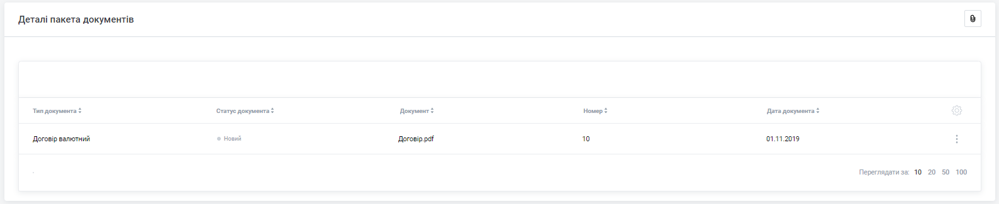 Деталі пакета документів
Тип документа Статус документа Документ Номер Дата документа
Договір валютний Новий Договір.pdf 10 01.11.2019
Переглядати за: 10 20 50 100